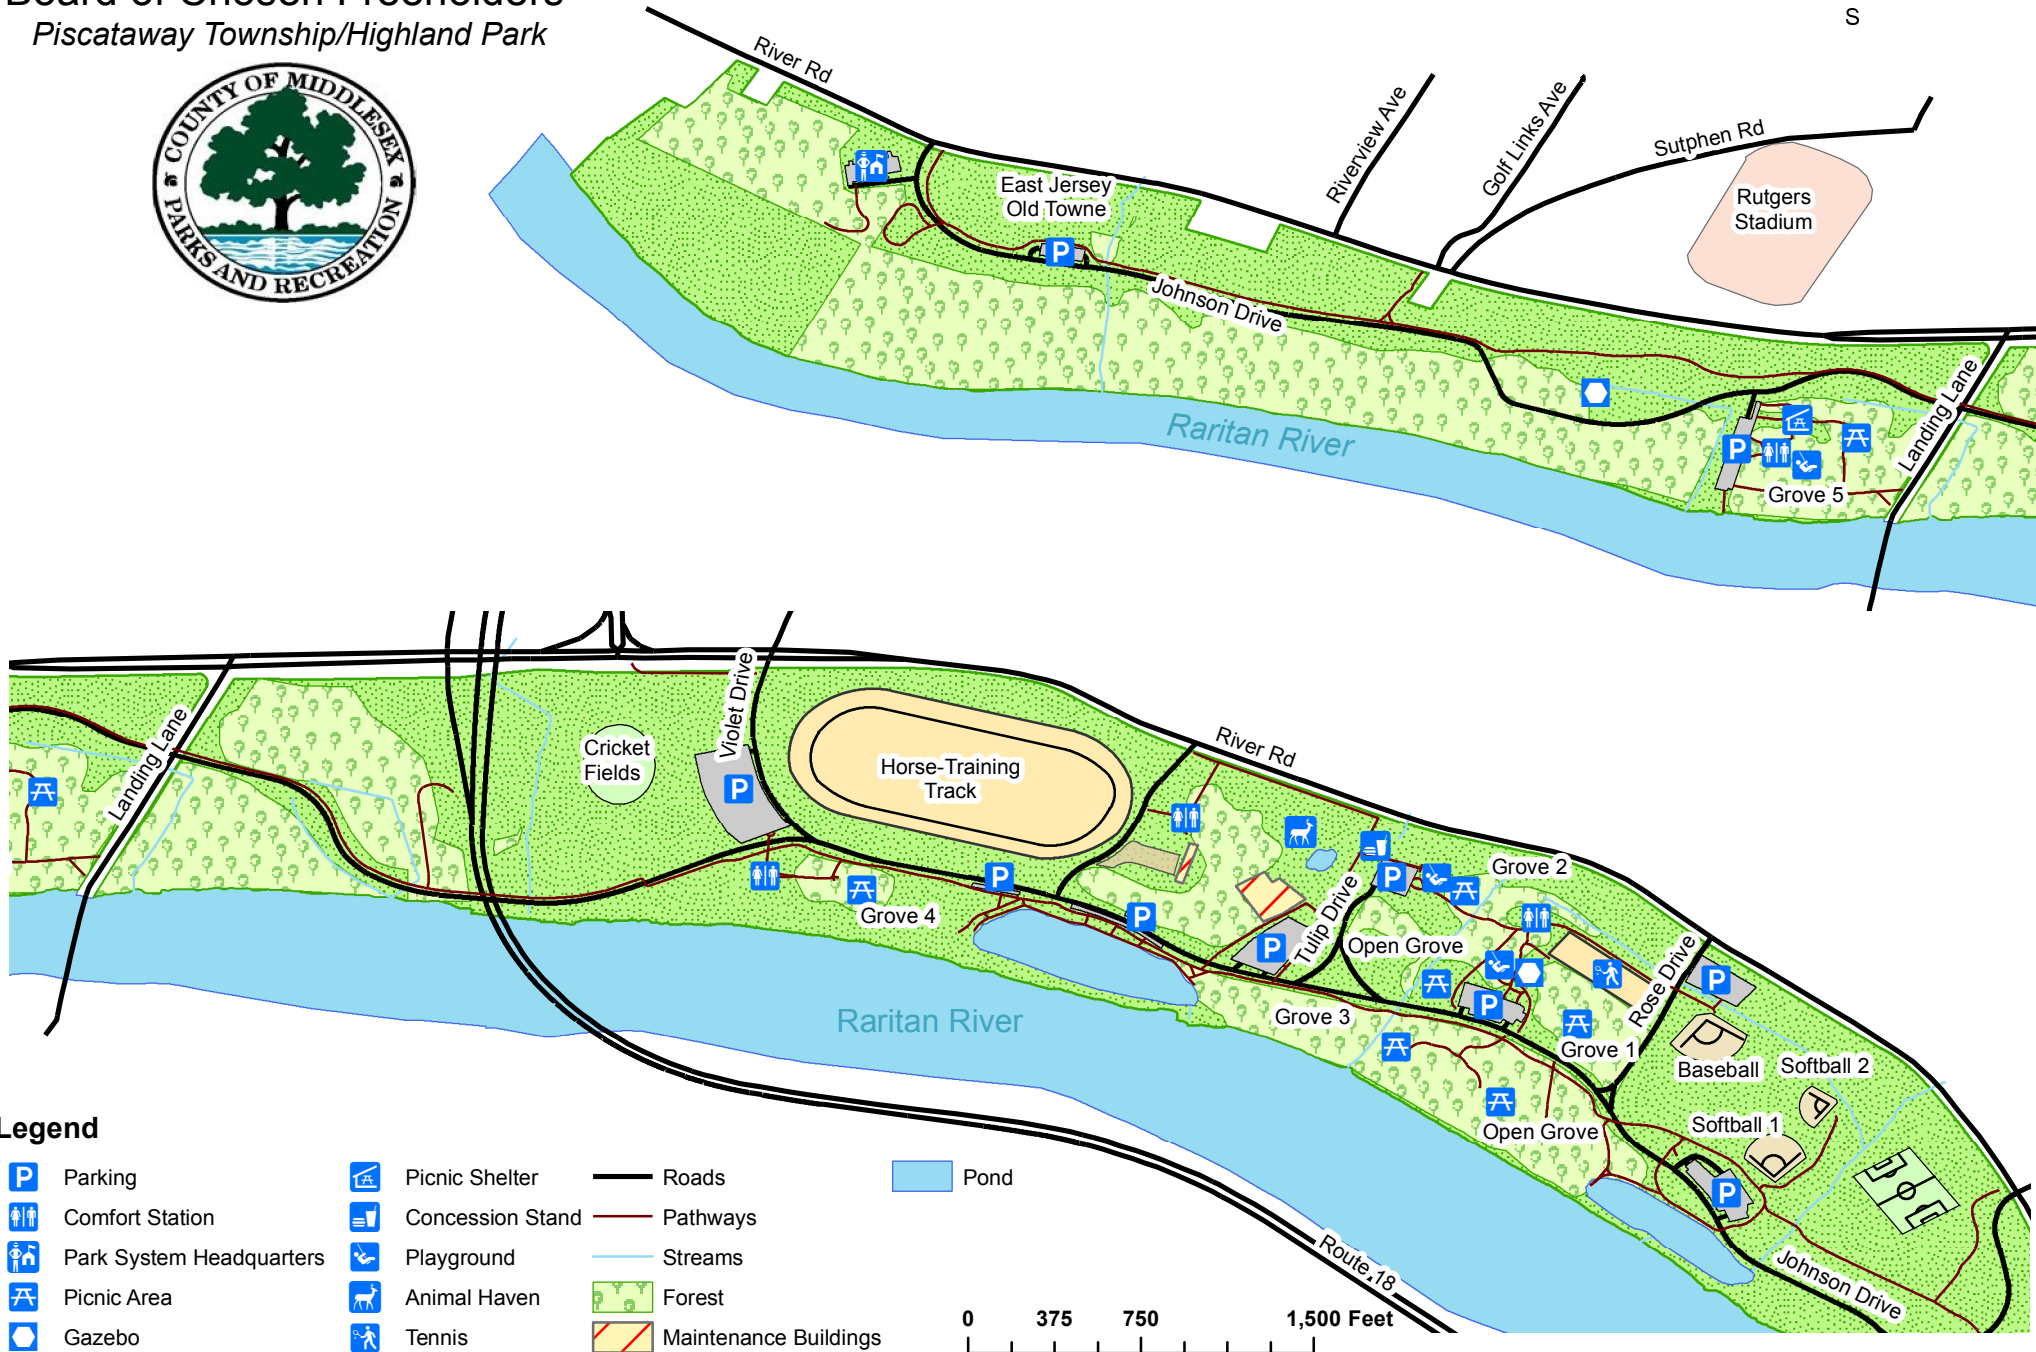 Board of Chosen Freeholders
Piscataway Township/Highland Park
COUNTY OF MIDDLESEX
PARKS AND RECREATION
S
River Rd
Riverview Ave
Golf Links Ave
Sutphen Rd
Rutgers
Stadium
East Jersey
Old Towne
P
Johnson Drive
Raritan River
P
Grove 5
Landing Lane
Landing Lane
Cricket
Fields
Violet Drive
P
Horse-Training
Track
River Rd
P
Grove 4
P
P
Tulip Drive
P
Grove 2
Open Grove
P
Grove 3
Grove 1
Rose Drive
P
Baseball
Softball 2
Softball 1
Open Grove
P
Johnson Drive
Raritan River
Route 18
Legend
P Parking
Comfort Station
Park System Headquarters
Picnic Area
Gazebo
Picnic Shelter
Concession Stand
Playground
Animal Haven
Tennis
Roads
Pathways
Streams
Forest
Maintenance Buildings
Pond
0 375 750 1,500 Feet